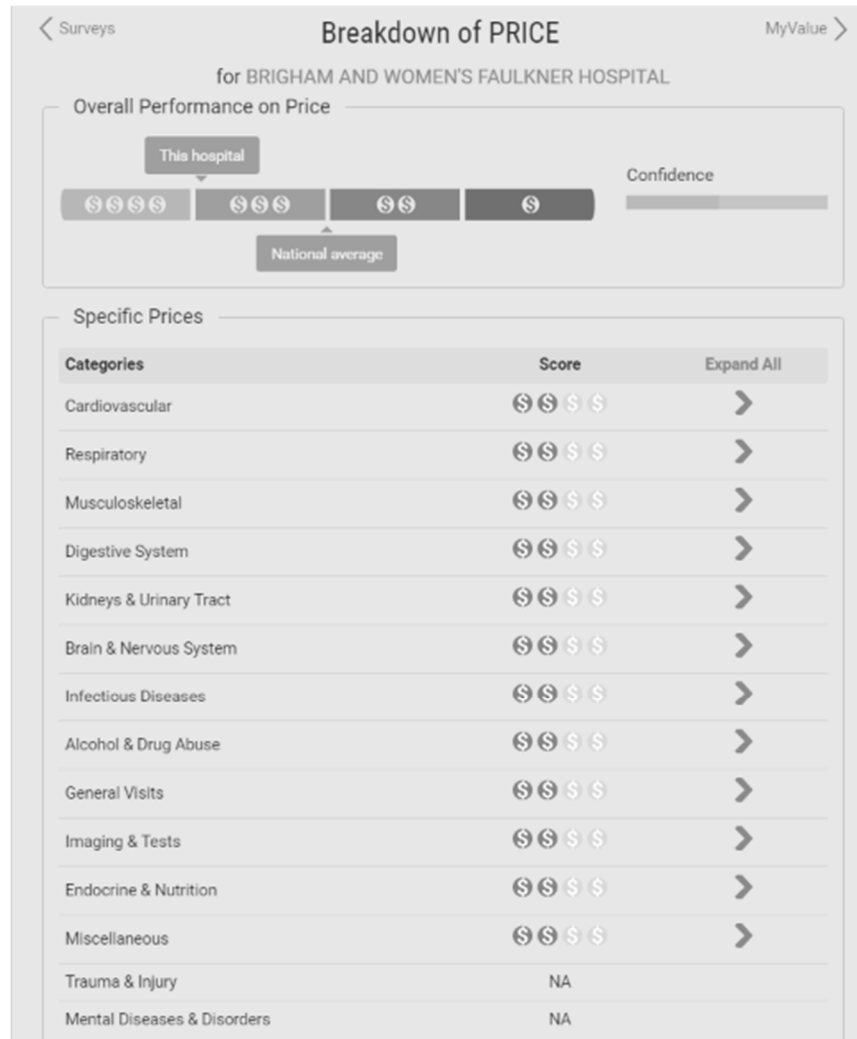 Surveys
Breakdown of PRICE
MyValue
for BRIGHAM AND WOMEN'S FAULKNER HOSPITAL
Overall Performance on Price
This hospital
Confidence
$$$$ $$$ $$ $
National average
Specific Prices
Categories Score Expand All
Cardiovascular $$$$
Respiratory $$$$
Musculoskeletal $$$$
Digestive System $$$$
Kidneys & Urinary Tract $$$$
Brain & Nervous System $$$$
Infectious Diseases $$$$
Alcohol & Drug Abuse $$$$
General Visits $$$$
Imaging & Tests $$$$
Endocrine & Nutrition $$$$
Miscellaneous $$$$
Trauma & Injury NA
Mental Diseases & Disorders NA